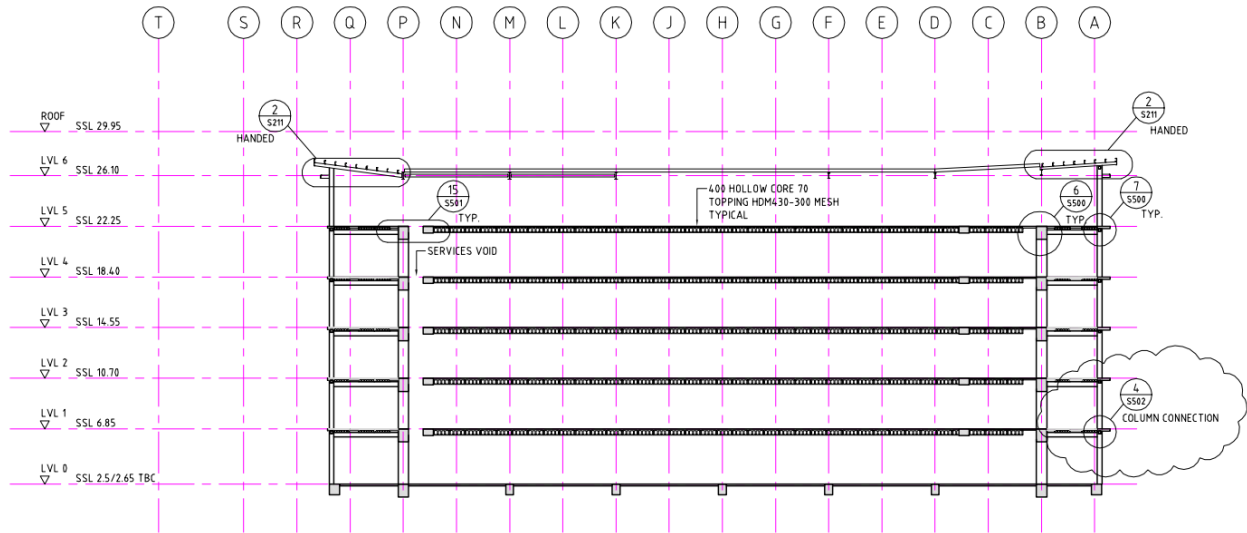 T S R Q P N M L K J H G F E D C B A
2
S211
HANDED
2
S211
HANDED
ROOF
SSL 29.95
LVL 6
SSL 26.10
15
S501
TYP.
400 HOLLOW CORE 70
TOPPING HDM430-300 MESH
TYPICAL
6
S500
TYP.
7
S500
TYP.
LVL 5
SSL 22.25
SERVICES VOID
LVL 4
SSL 18.40
LVL 3
SSL 14.55
LVL 2
SSL 10.70
4
S502
COLUMN CONNECTION
LVL 1
SSL 6.85
LVL 0
SSL 2.5/2.65 TBC